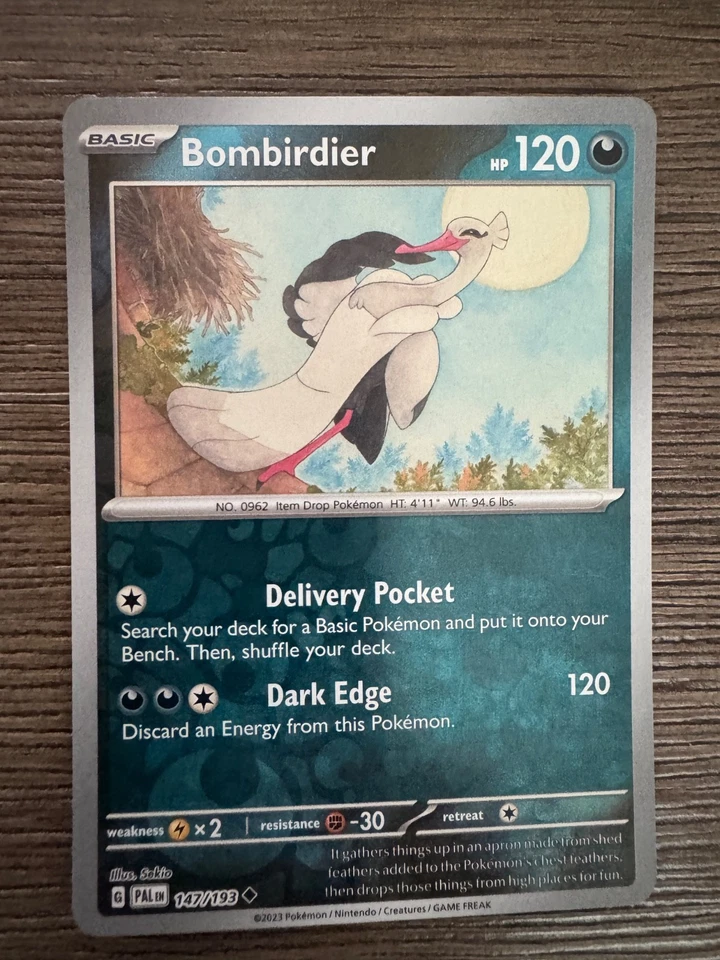 BASIC
Bombirdier
HP 120
NO. 0962 Item Drop Pokémon HT: 4'11" WT: 94.6 lbs.
Delivery Pocket
Search your deck for a Basic Pokémon and put it onto your
Bench. Then, shuffle your deck.
Dark Edge 120
Discard an Energy from this Pokémon.
weakness ×2 resistance -30 retreat
It gathers things up in an apron made from shed
feathers added to the Pokémon's chest feathers,
then drops those things from high places for fun.
Illus. Sekio
G PAL EN 147/193
©2023 Pokémon / Nintendo / Creatures / GAME FREAK